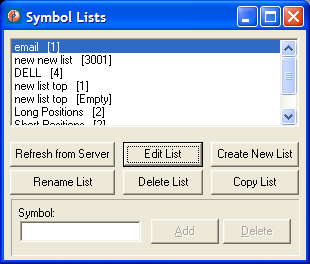 Symbol Lists
email [1]
new new list [3001]
DELL [4]
new list top [1]
new list top [Empty]
Long Positions [2]
Short Positions [2]
Refresh from Server Edit List Create New List
Rename List Delete List Copy List
Symbol:
Add Delete